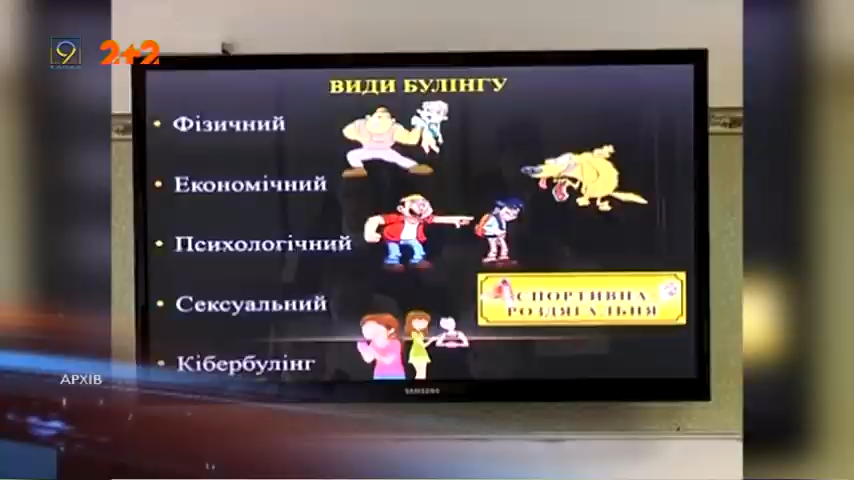 9
2+2
ВИДИ БУЛІНГУ
• Фізичний
• Економічний
• Психологічний
• Сексуальний
• Кібербулінг
СПОРТИВНА
РОЗДЯГАЛЬНЯ
АРХІВ
SAMSUNG